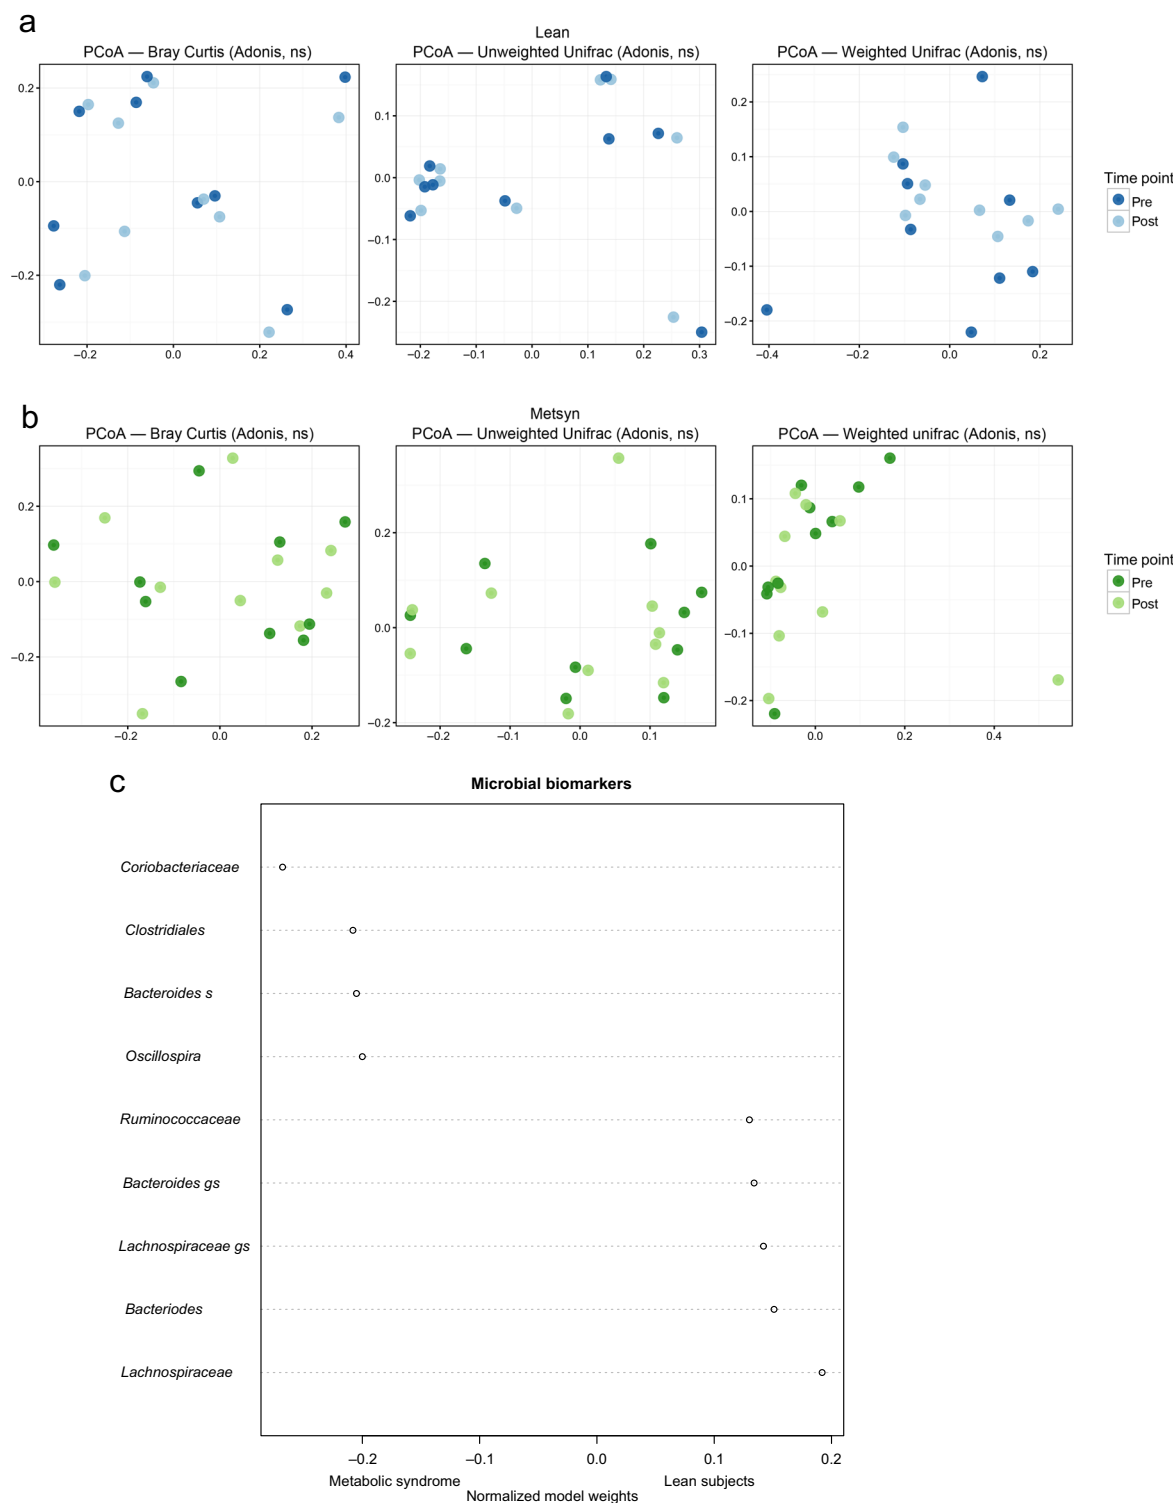 a
Lean
PCoA — Bray Curtis (Adonis, ns)
PCoA — Unweighted Unifrac (Adonis, ns)
PCoA — Weighted Unifrac (Adonis, ns)
0.2
0.0
–0.2
–0.2
0.0
0.2
0.4
0.1
0.0
–0.1
–0.2
–0.2
–0.1
0.0
0.1
0.2
0.3
0.2
0.1
0.0
–0.1
–0.2
–0.4
–0.2
0.0
0.2
Time point
Pre
Post
b
Metsyn
PCoA — Bray Curtis (Adonis, ns)
PCoA — Unweighted Unifrac (Adonis, ns)
PCoA — Weighted unifrac (Adonis, ns)
0.2
0.0
–0.2
–0.2
0.0
0.2
0.2
0.0
–0.2
–0.2
–0.1
0.0
0.1
0.1
0.0
–0.1
–0.2
0.0
0.2
0.4
Time point
Pre
Post
c
Microbial biomarkers
Coriobacteriaceae
Clostridiales
Bacteroides s
Oscillospira
Ruminococcaceae
Bacteroides gs
Lachnospiraceae gs
Bacteriodes
Lachnospiraceae
–0.2
–0.1
0.0
0.1
0.2
Metabolic syndrome
Lean subjects
Normalized model weights